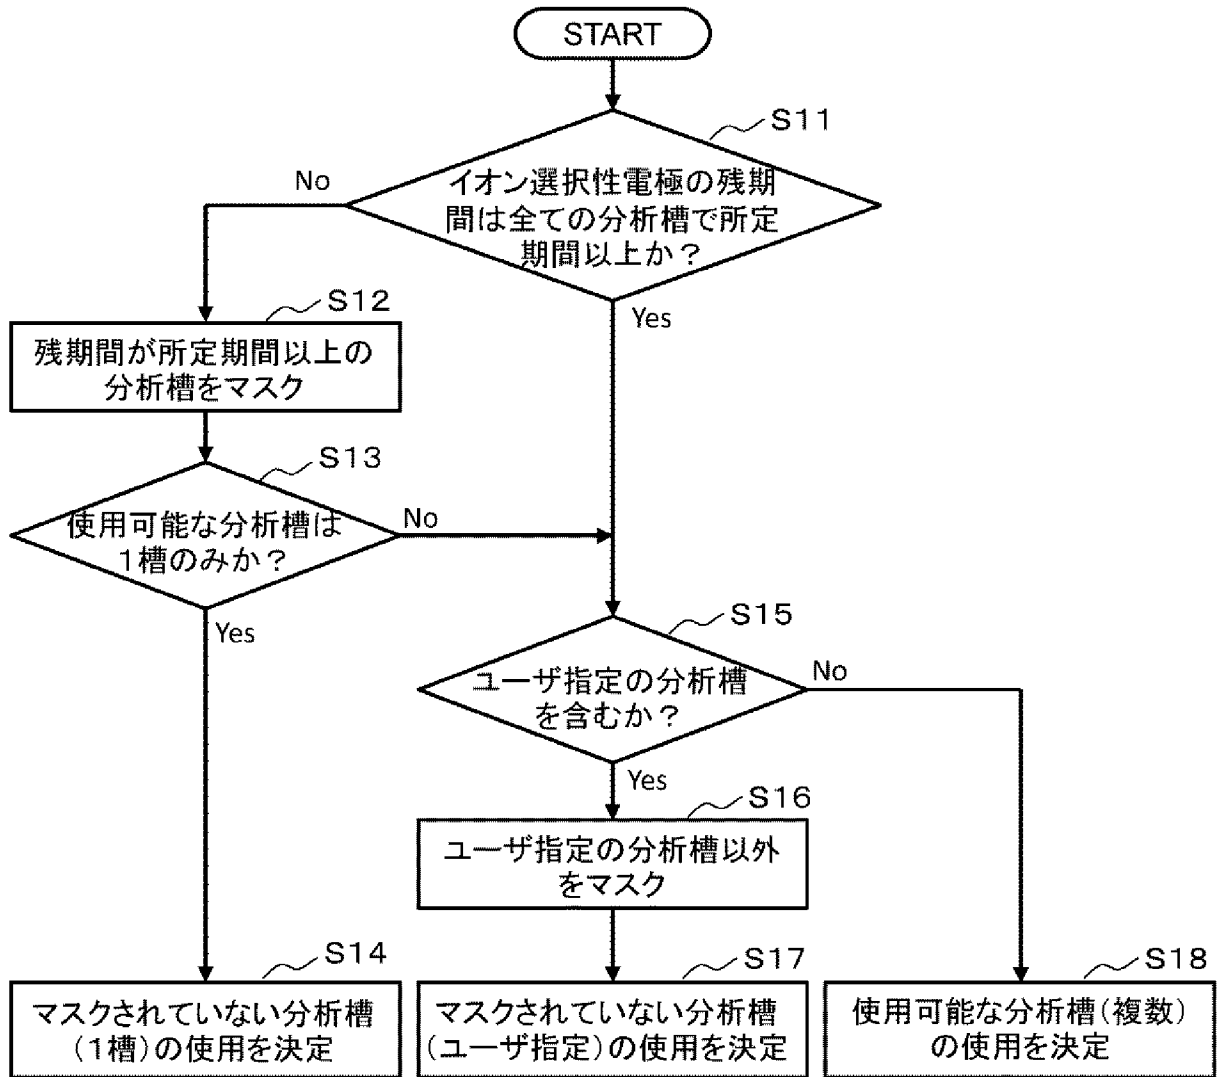 START
S11
イオン選択性電極の残期
間は全ての分析槽で所定
期間以上か？
No
Yes
S12
残期間が所定期間以上の
分析槽をマスク
S13
使用可能な分析槽は
１槽のみか？
No
Yes
S15
ユーザ指定の分析槽
を含むか？
No
Yes
S16
ユーザ指定の分析槽以外
をマスク
S14
マスクされていない分析槽
（1槽）の使用を決定
S17
マスクされていない分析槽
（ユーザ指定）の使用を決定
S18
使用可能な分析槽（複数）
の使用を決定